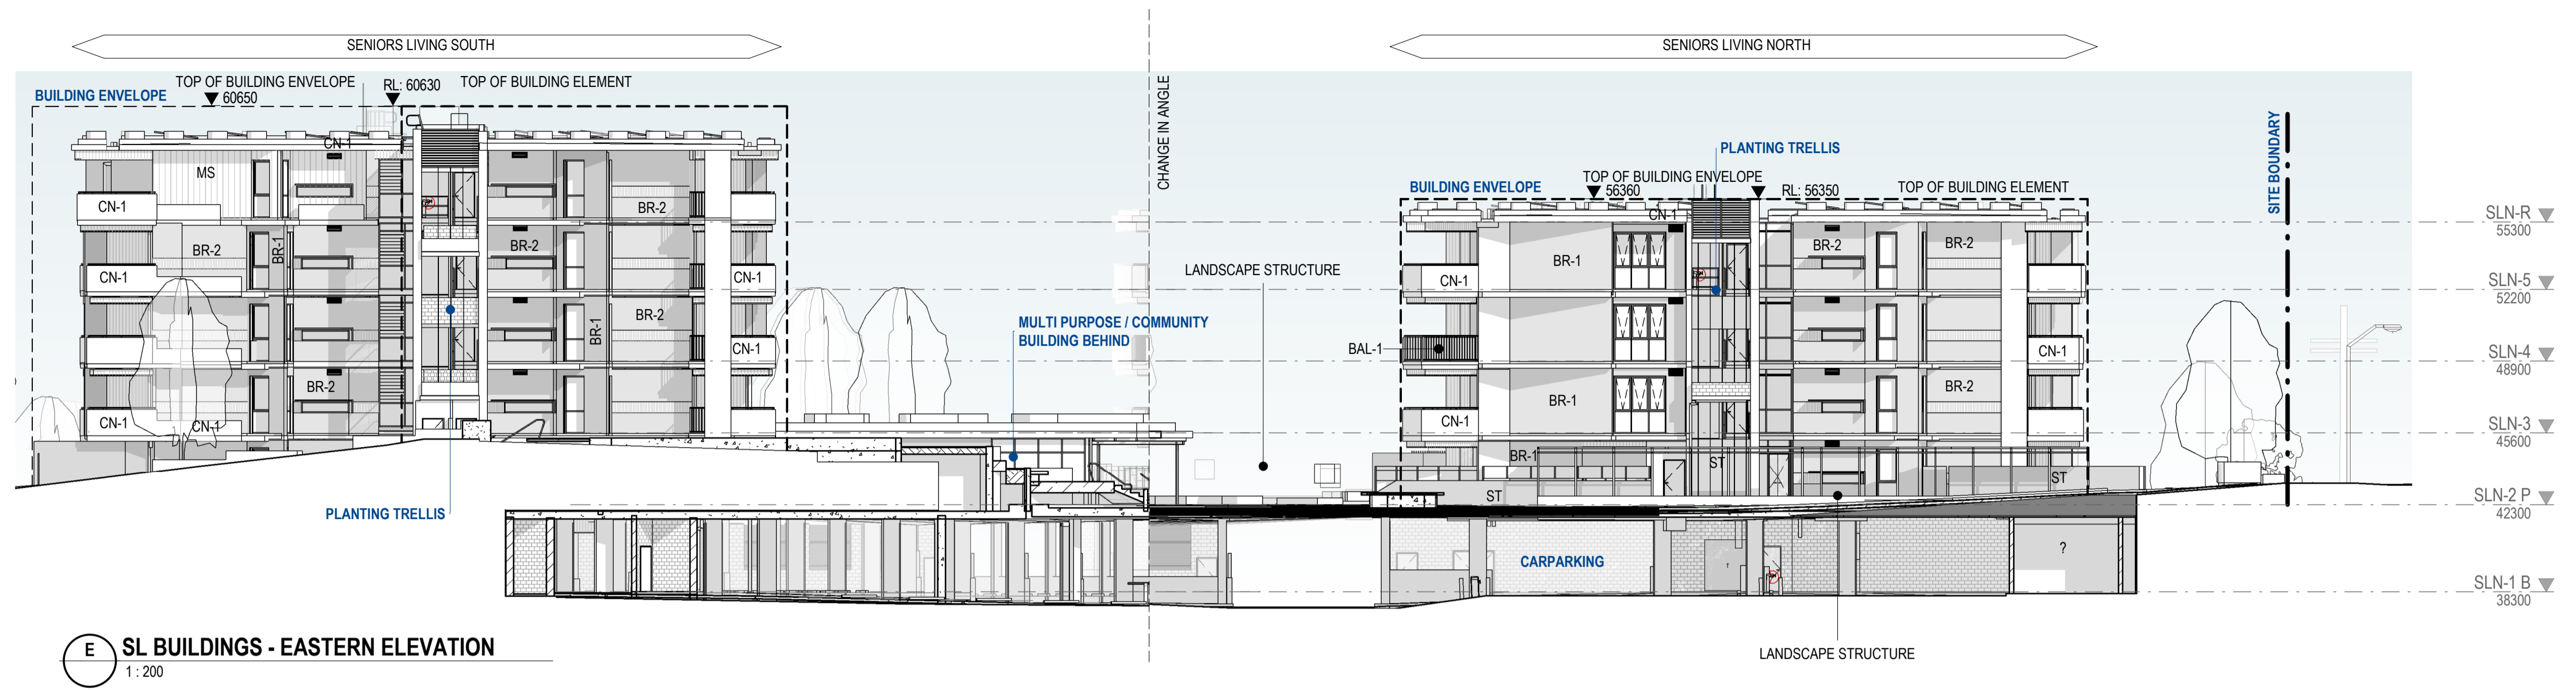 SENIORS LIVING SOUTH
SENIORS LIVING NORTH
BUILDING ENVELOPE
TOP OF BUILDING ENVELOPE
60650
RL: 60630
TOP OF BUILDING ELEMENT
CHANGE IN ANGLE
PLANTING TRELLIS
BUILDING ENVELOPE
TOP OF BUILDING ENVELOPE
56360
RL: 56350
TOP OF BUILDING ELEMENT
SITE BOUNDARY
CN-1
MS
CN-1
BR-2
CN-1
SLN-R
55300
BR-2
BR-1
BR-2
BR-1
BR-2
BR-2
CN-1
CN-1
LANDSCAPE STRUCTURE
CN-1
SLN-5
52200
BR-2
BR-1
MULTI PURPOSE / COMMUNITY
BUILDING BEHIND
CN-1
BAL-1
CN-1
SLN-4
48900
BR-2
BR-1
BR-2
CN-1
CN-1
CN-1
SLN-3
45600
BR-1
ST
ST
ST
SLN-2 P
42300
PLANTING TRELLIS
CARPARKING
?
SLN-1 B
38300
E
SL BUILDINGS - EASTERN ELEVATION
1 : 200
LANDSCAPE STRUCTURE